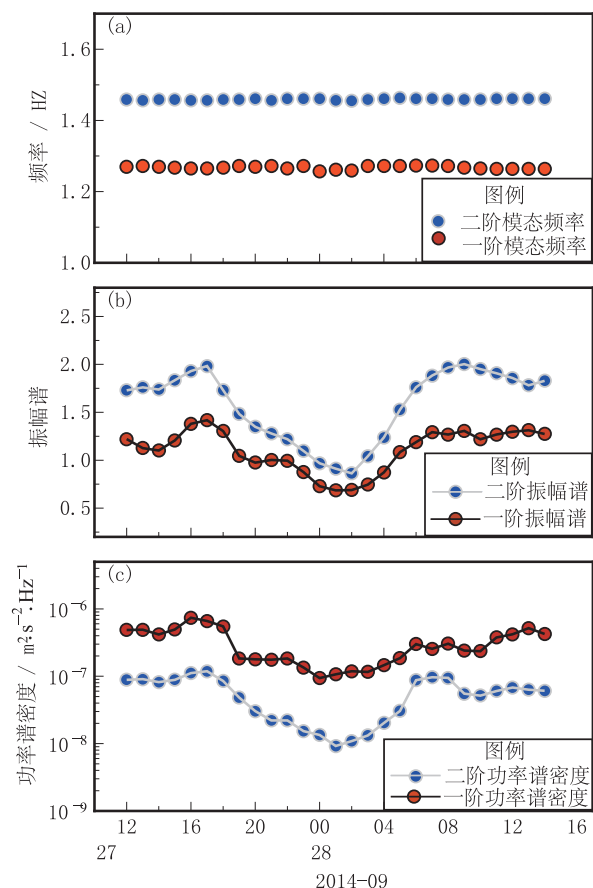 (a)
1.6
1.4
1.2
1.0
频率 / HZ
图例
二阶模态频率
一阶模态频率
(b)
2.5
2.0
1.5
1.0
0.5
振幅谱
图例
二阶振幅谱
一阶振幅谱
(c)
10⁻⁶
10⁻⁷
10⁻⁸
10⁻⁹
功率谱密度 / m²·s⁻²·Hz⁻¹
图例
二阶功率谱密度
一阶功率谱密度
12 16 20 00 04 08 12 16
27 28
2014-09